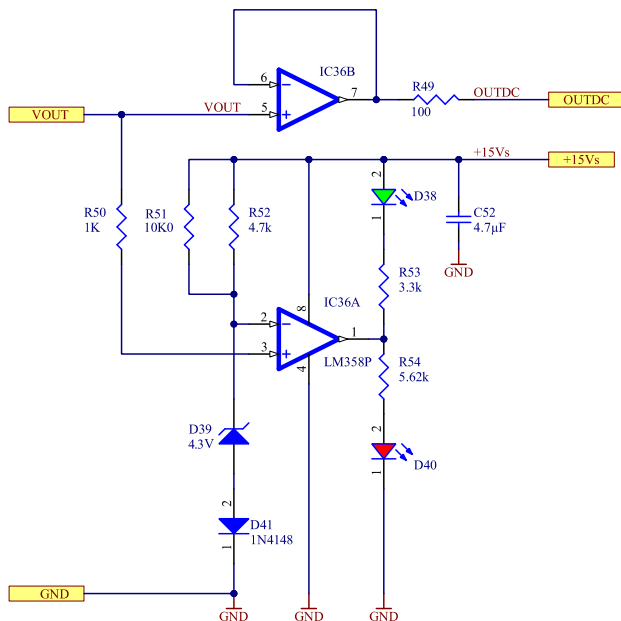 IC36B
6
7
5
R49
100
OUTDC
OUTDC
VOUT
VOUT
+15Vs
+15Vs
2
D38
1
R50
1K
R51
10K0
R52
4.7k
C52
4.7µF
GND
R53
3.3k
IC36A
8
2
1
3
LM358P
4
R54
5.62k
D39
4.3V
2
D40
1
2
D41
1N4148
1
GND
GND
GND
GND